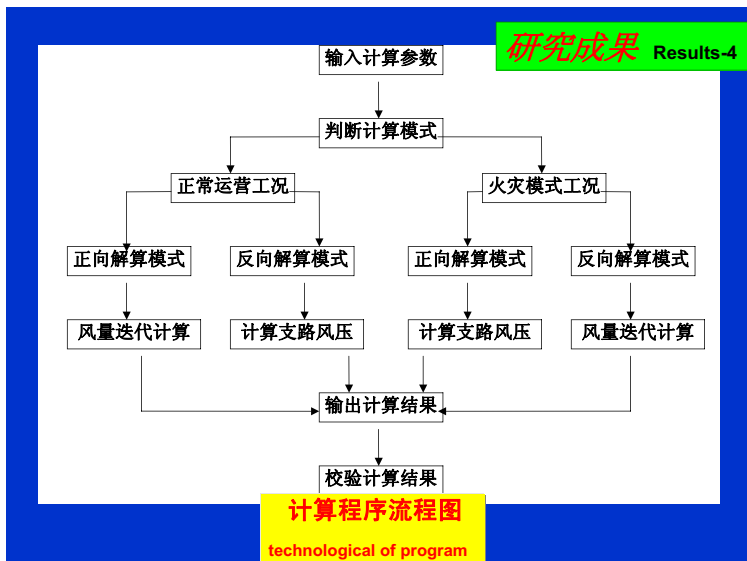 研究成果 Results-4
输入计算参数
判断计算模式
正常运营工况
火灾模式工况
正向解算模式
反向解算模式
正向解算模式
反向解算模式
风量迭代计算
计算支路风压
计算支路风压
风量迭代计算
输出计算结果
校验计算结果
计算程序流程图
technological of program